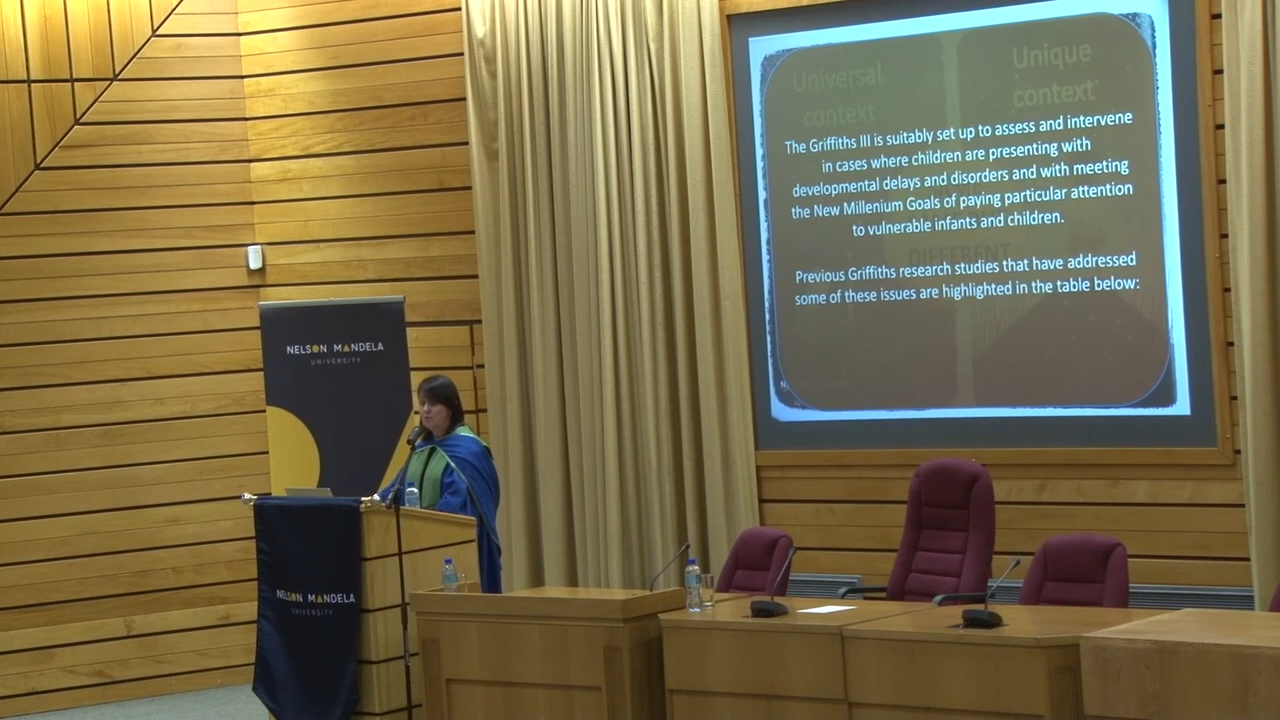 Universal
context
Unique
context
The Griffiths III is suitably set up to assess and intervene
in cases where children are presenting with
developmental delays and disorders and with meeting
the New Millenium Goals of paying particular attention
to vulnerable infants and children.
DIFFERENT
Previous Griffiths research studies that have addressed
some of these issues are highlighted in the table below:
NELSON MANDELA
UNIVERSITY
NELSON MANDELA
UNIVERSITY